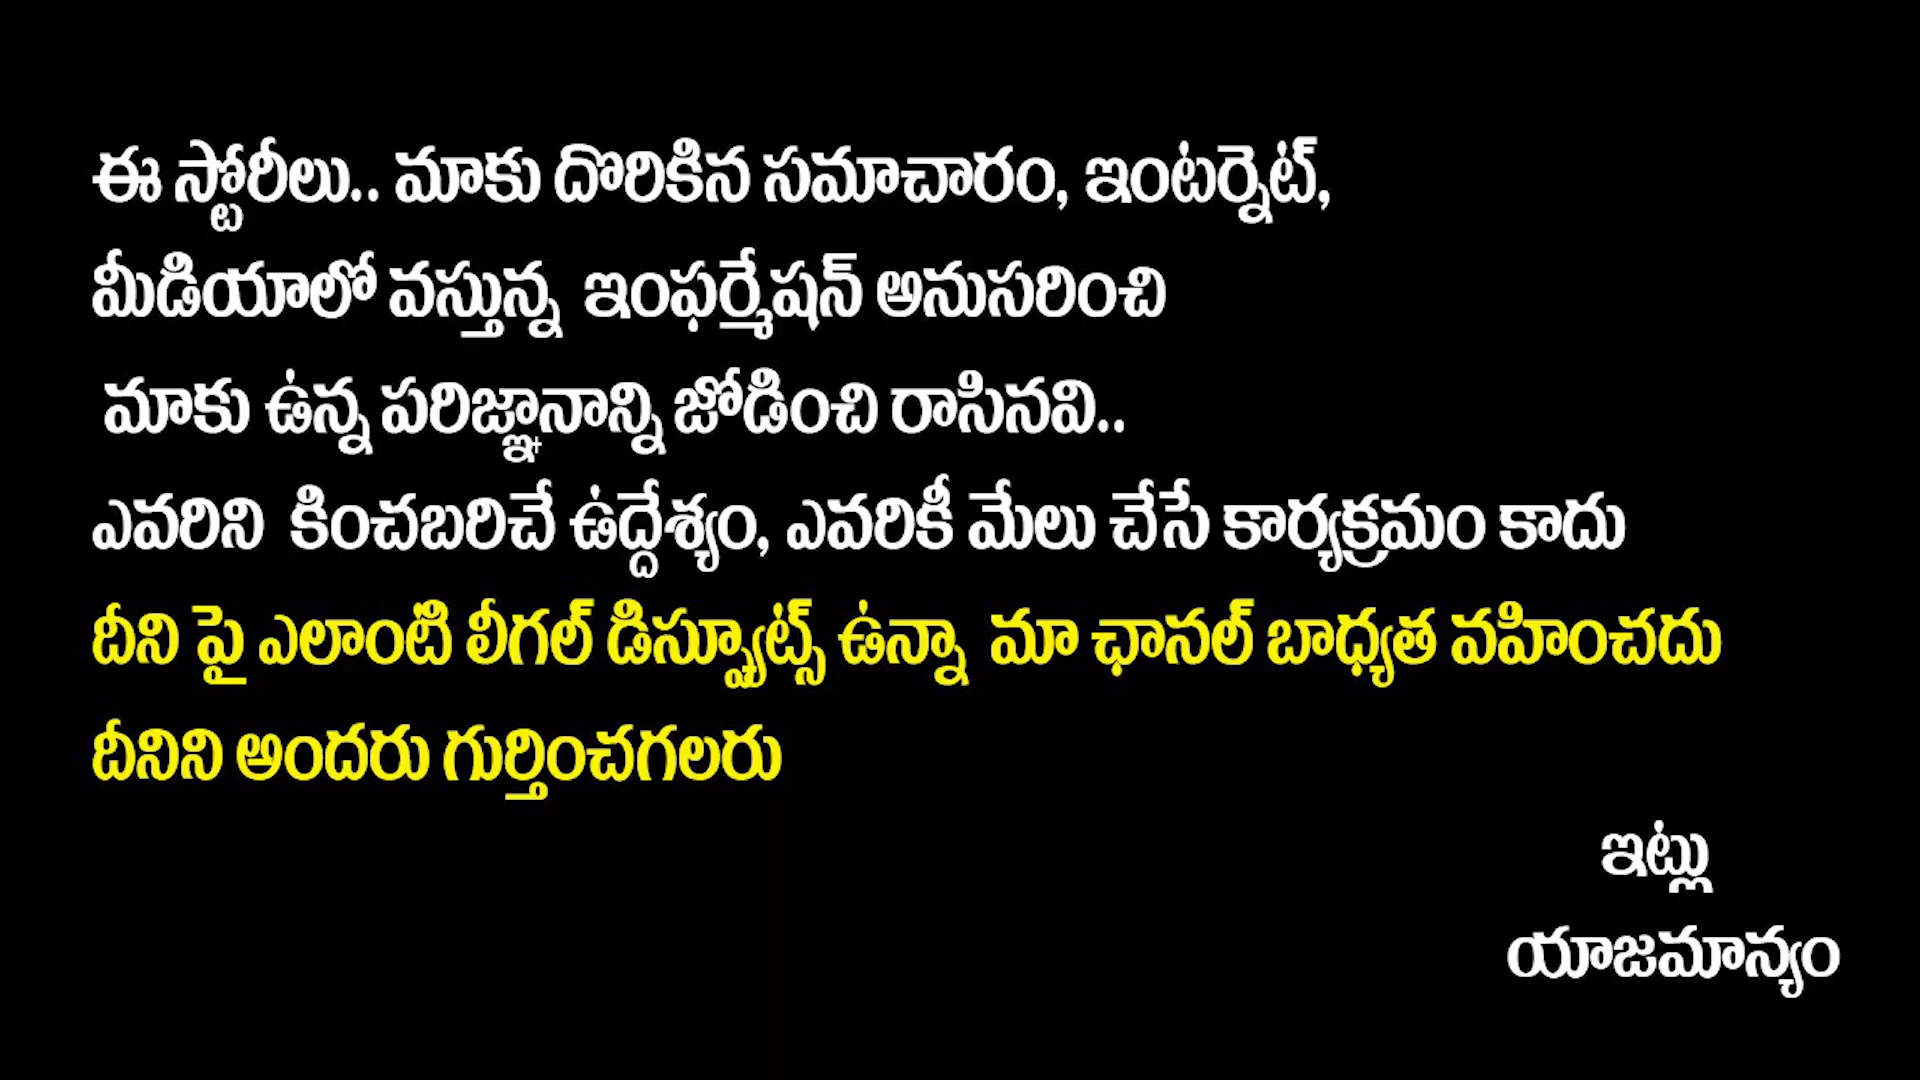 ఈ స్టోరీలు.. మాకు దొరికిన సమాచారం, ఇంటర్నెట్,
మీడియాలో వస్తున్న ఇంఫర్మేషన్ అనుసరించి
మాకు ఉన్న పరిజ్ఞానాన్ని జోడించి రాసినవి..
ఎవరిని కించబరిచే ఉద్దేశ్యం, ఎవరికీ మేలు చేసే కార్యక్రమం కాదు
దీని పై ఎలాంటి లీగల్ డిస్ప్యూట్స్ ఉన్నా మా ఛానల్ బాధ్యత వహించదు
దీనిని అందరు గుర్తించగలరు
ఇట్లు
యాజమాన్యం